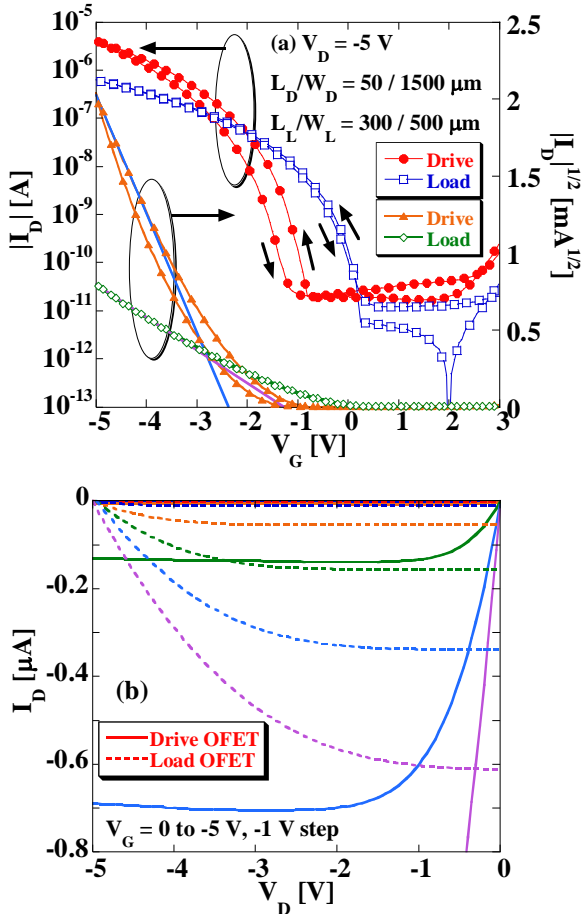 (a) V_D = -5 V
L_D/W_D = 50 / 1500 μm
L_L/W_L = 300 / 500 μm
Drive
Load
Drive
Load
|I_D| [A]
10^-5
10^-6
10^-7
10^-8
10^-9
10^-10
10^-11
10^-12
10^-13
2.5
2
1.5
1
0.5
0
|I_D|^1/2 [mA^1/2]
-5 -4 -3 -2 -1 0 1 2 3
V_G [V]
0
-0.2
-0.4
-0.6
-0.8
I_D [μA]
(b)
Drive OFET
Load OFET
V_G = 0 to -5 V, -1 V step
-5 -4 -3 -2 -1 0
V_D [V]